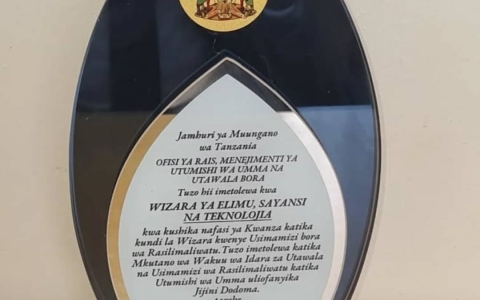 Jamhuri ya Muungano
wa Tanzania
OFISI YA RAIS, MENEJIMENTI YA
UTUMISHI WA UMMA NA
UTAWALA BORA
Tuzo hii imetolewa kwa
WIZARA YA ELIMU, SAYANSI
NA TEKNOLOJIA
kwa kushika nafasi ya Kwanza katika
kundi la Wizara kwenye Usimamizi bora
wa Rasilimaliwatu. Tuzo imetolewa katika
Mkutano wa Wakuu wa Idara za Utawala
na Usimamizi wa Rasilimaliwatu katika
Utumishi wa Umma uliofanyika
Jijini Dodoma.